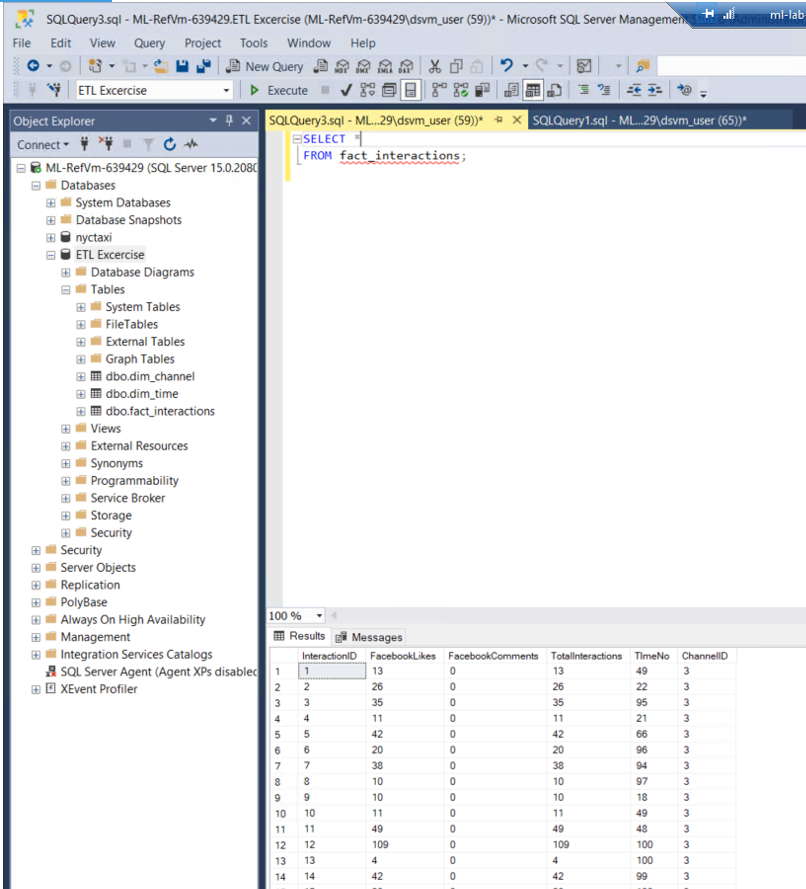 SQLQuery3.sql - ML-RefVm-639429.ETL Excercise (ML-RefVm-639429\dsvm_user (59))* - Microsoft SQL Server Managem
ml-lab-
File Edit View Query Project Tools Window Help
New Query MDX DMX XMLA DAX
ETL Excercise Execute
Object Explorer
SQLQuery3.sql - ML...29\dsvm_user (59))* SQLQuery1.sql - ML...29\dsvm_user (65))*
Connect
SELECT *
FROM fact_interactions;
ML-RefVm-639429 (SQL Server 15.0.2080
Databases
System Databases
Database Snapshots
nyctaxi
ETL Excercise
Database Diagrams
Tables
System Tables
FileTables
External Tables
Graph Tables
dbo.dim_channel
dbo.dim_time
dbo.fact_interactions
Views
External Resources
Synonyms
Programmability
Service Broker
Storage
Security
Security
Server Objects
Replication
PolyBase
Always On High Availability
Management
Integration Services Catalogs
SQL Server Agent (Agent XPs disabled
XEvent Profiler
100 %
Results Messages
InteractionID FacebookLikes FacebookComments TotalInteractions TImeNo ChannelID
1 1 13 0 13 49 3
2 2 26 0 26 22 3
3 3 35 0 35 95 3
4 4 11 0 11 21 3
5 5 42 0 42 66 3
6 6 20 0 20 96 3
7 7 38 0 38 94 3
8 8 10 0 10 97 3
9 9 10 0 10 18 3
10 10 11 0 11 49 3
11 11 49 0 49 48 3
12 12 109 0 109 100 3
13 13 4 0 4 100 3
14 14 42 0 42 99 3